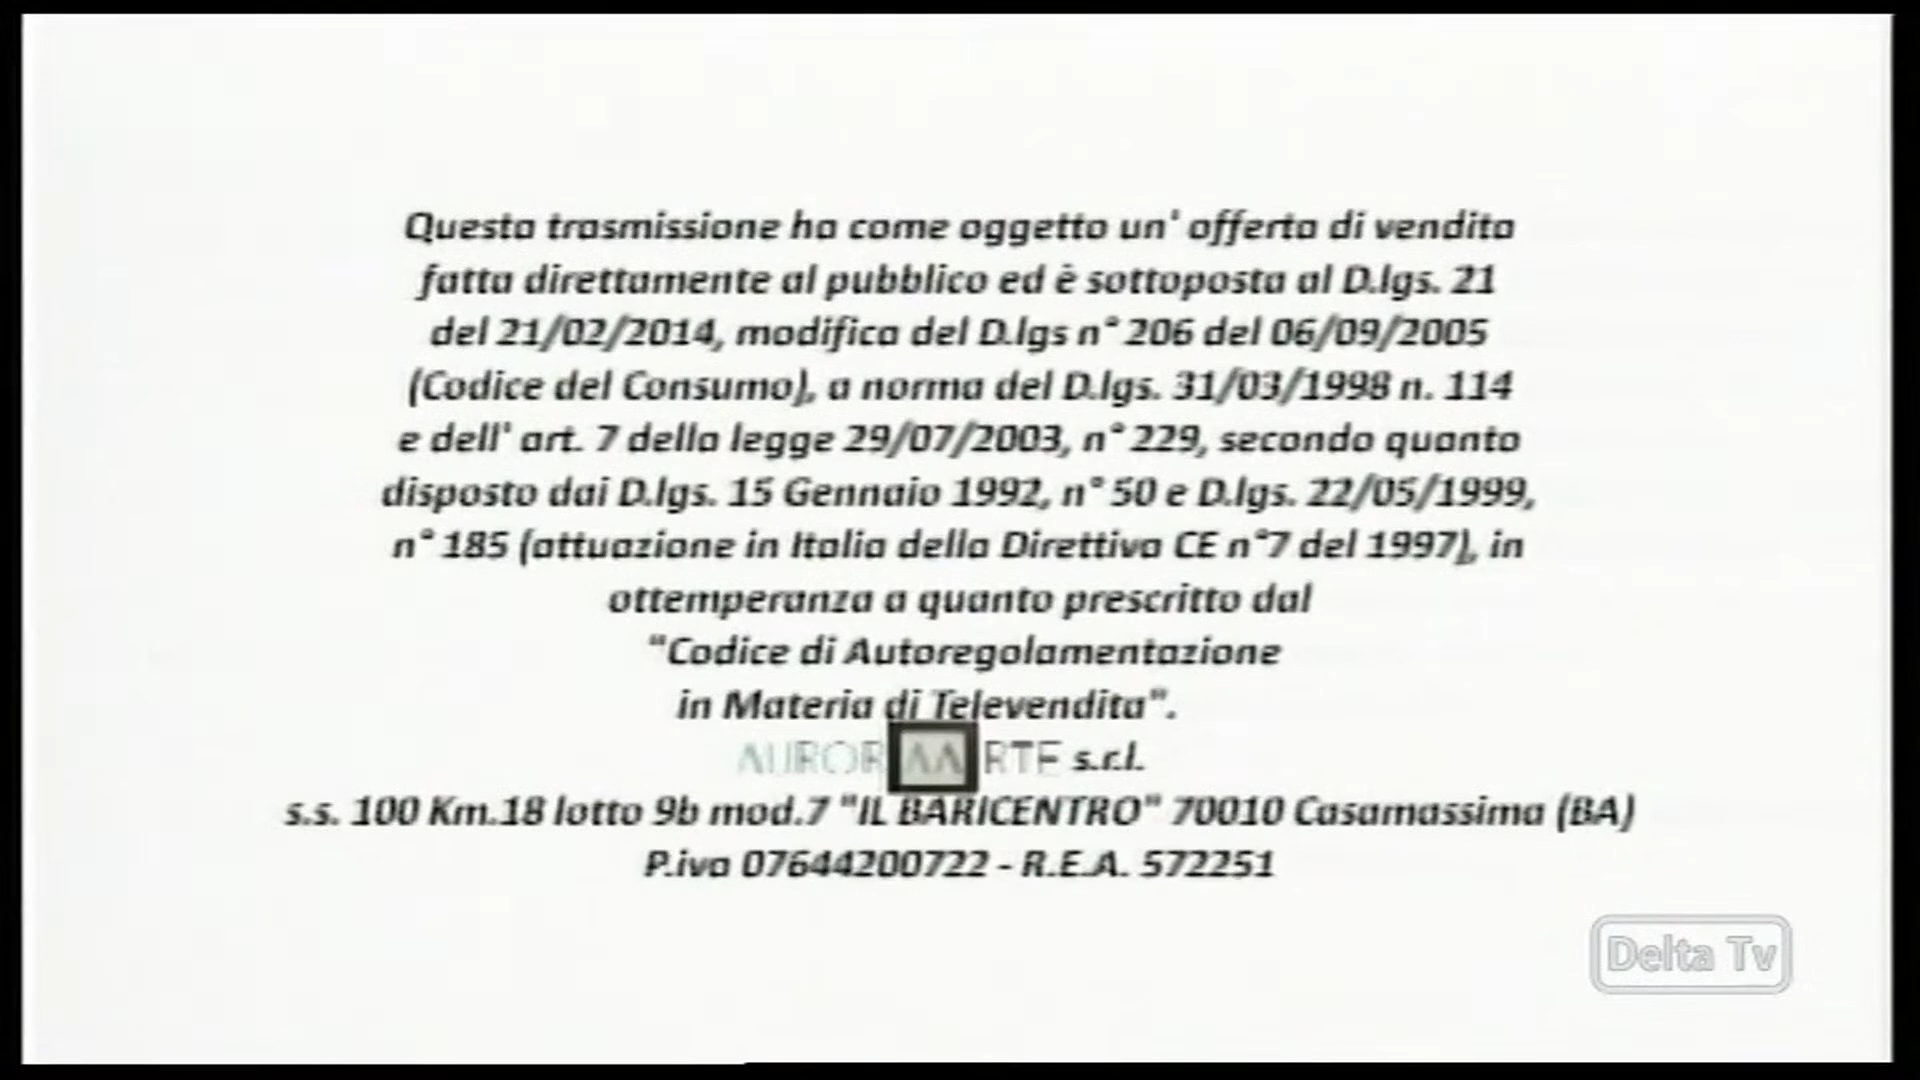 Questa trasmissione ha come oggetto un' offerta di vendita
fatta direttamente al pubblico ed è sottoposta al D.lgs. 21
del 21/02/2014, modifica del D.lgs n° 206 del 06/09/2005
(Codice del Consumo), a norma del D.lgs. 31/03/1998 n. 114
e dell' art. 7 della legge 29/07/2003, n° 229, secondo quanto
disposto dai D.lgs. 15 Gennaio 1992, n° 50 e D.lgs. 22/05/1999,
n° 185 (attuazione in Italia della Direttiva CE n°7 del 1997), in
ottemperanza a quanto prescritto dal
"Codice di Autoregolamentazione
in Materia di Televendita".
AURORAARTE s.r.l.
s.s. 100 Km.18 lotto 9b mod.7 "IL BARICENTRO" 70010 Casamassima (BA)
P.iva 07644200722 - R.E.A. 572251
Delta Tv